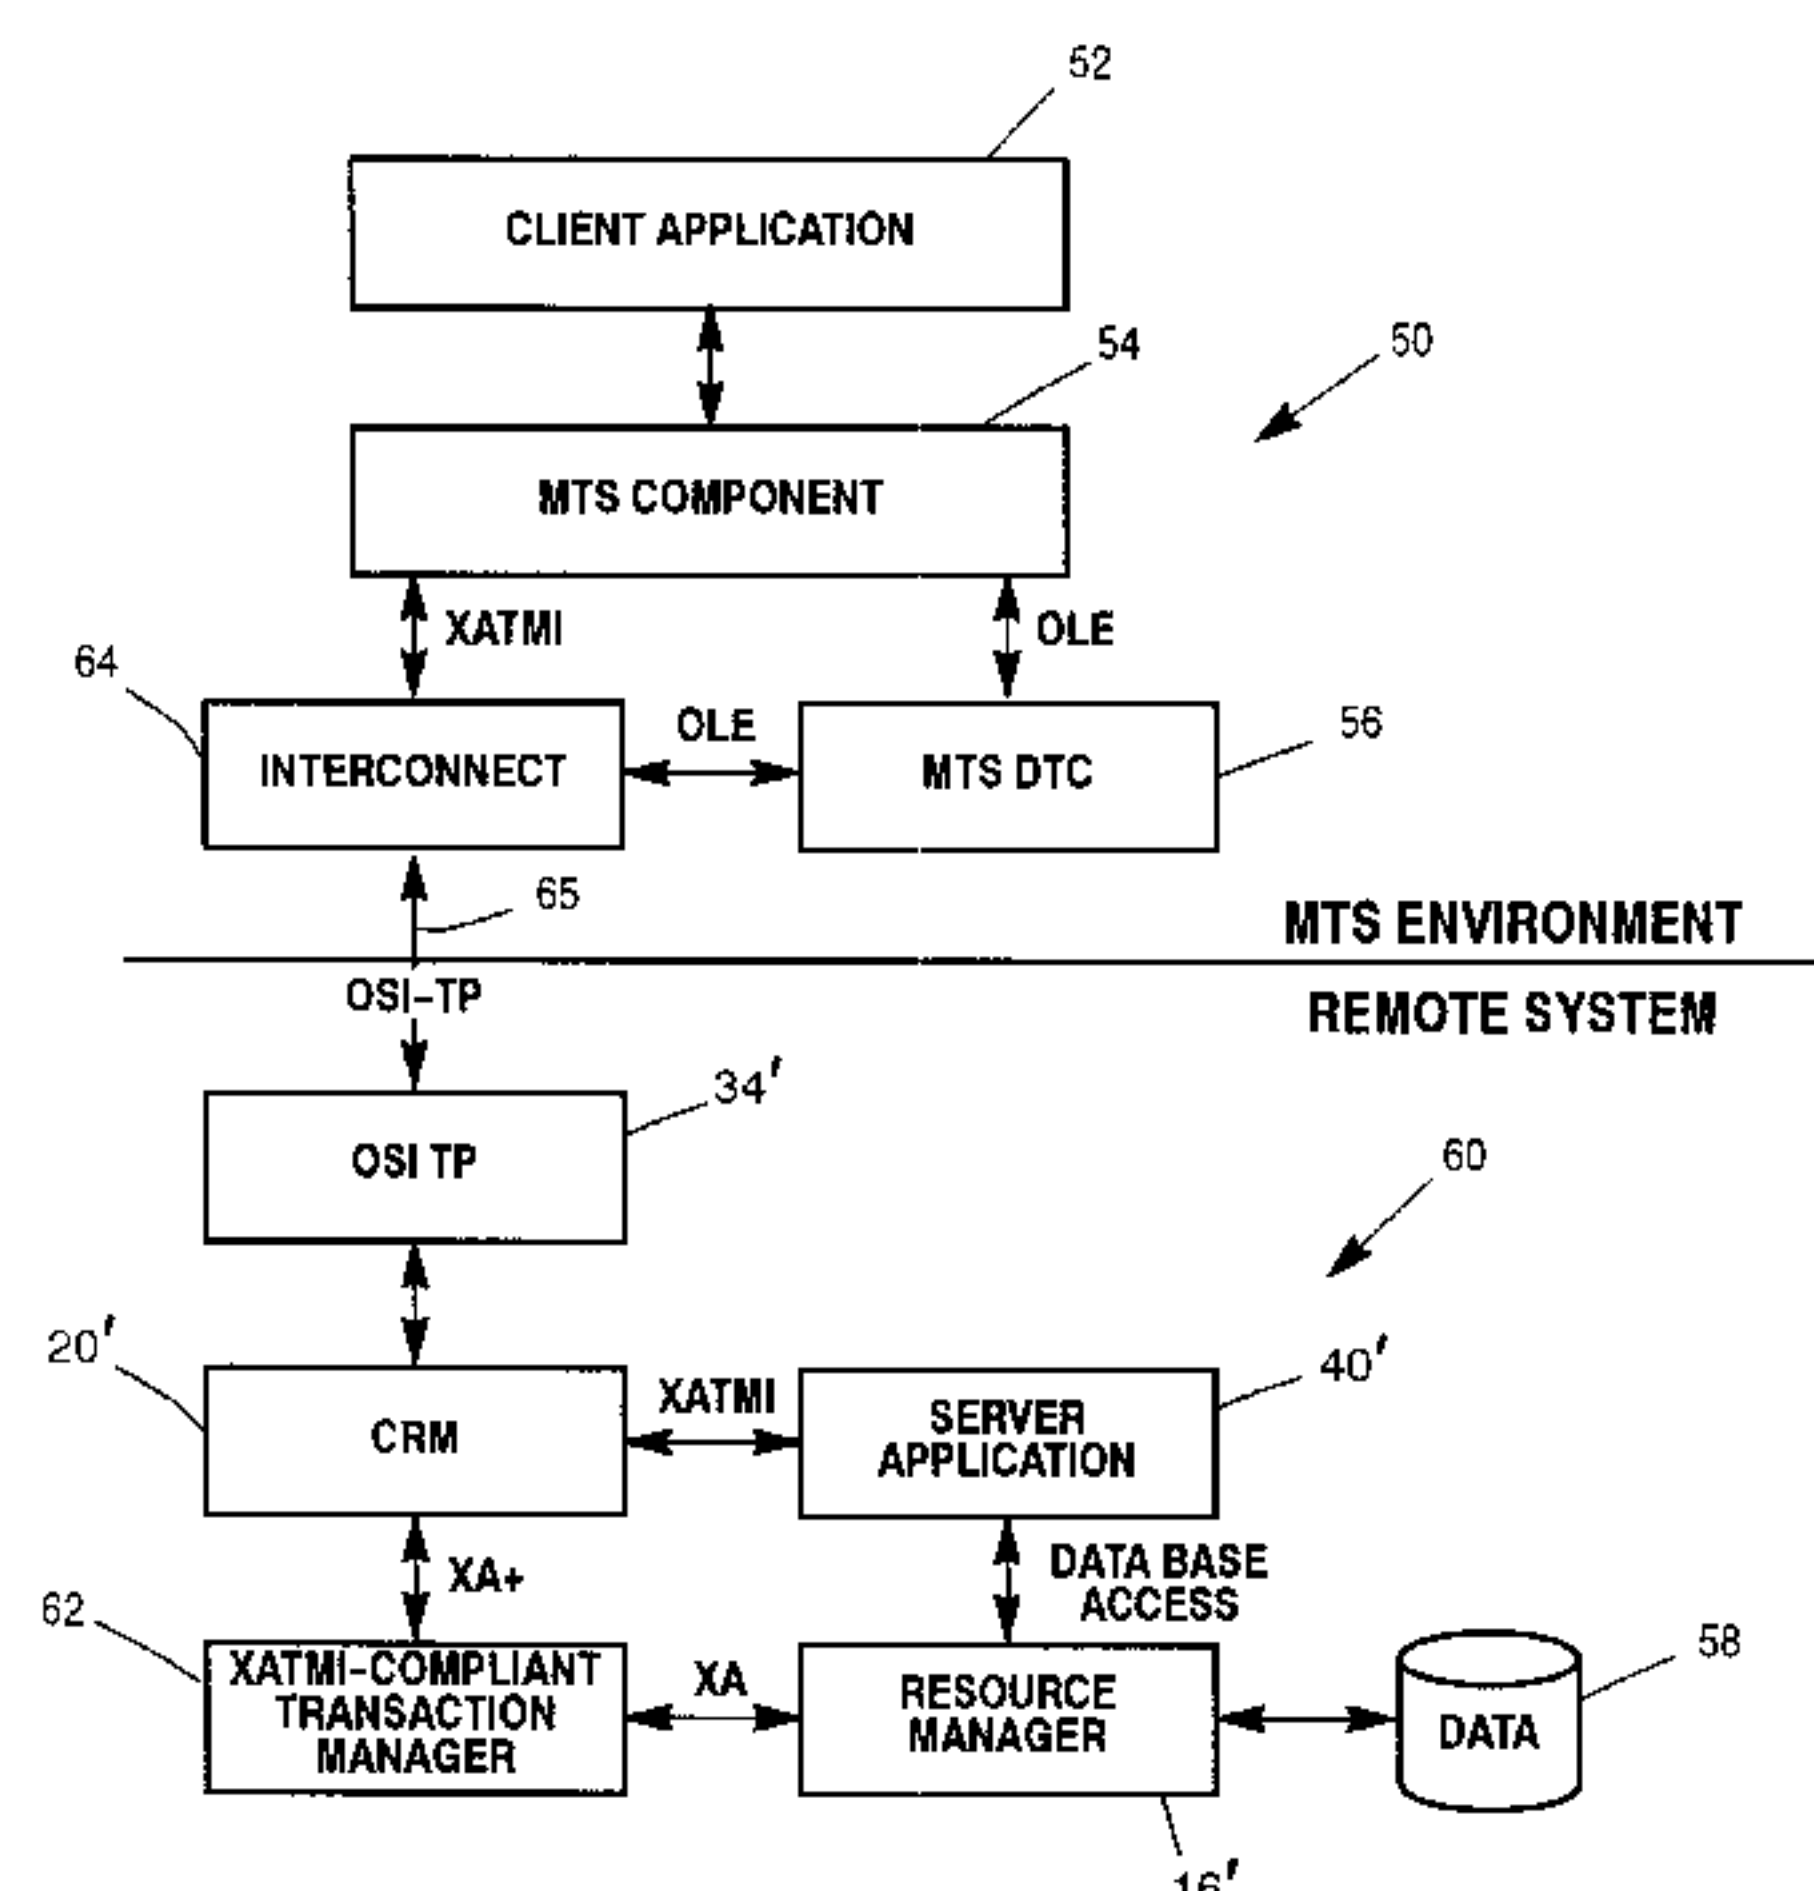 52
CLIENT APPLICATION
54
50
MTS COMPONENT
XATMI
OLE
64
OLE
56
INTERCONNECT
MTS DTC
65
MTS ENVIRONMENT
OSI-TP
REMOTE SYSTEM
34'
OSI TP
60
20'
40'
XATMI
CRM
SERVER
APPLICATION
XA+
DATA BASE
ACCESS
62
58
XATMI-COMPLIANT
TRANSACTION
MANAGER
XA
RESOURCE
MANAGER
DATA
16'